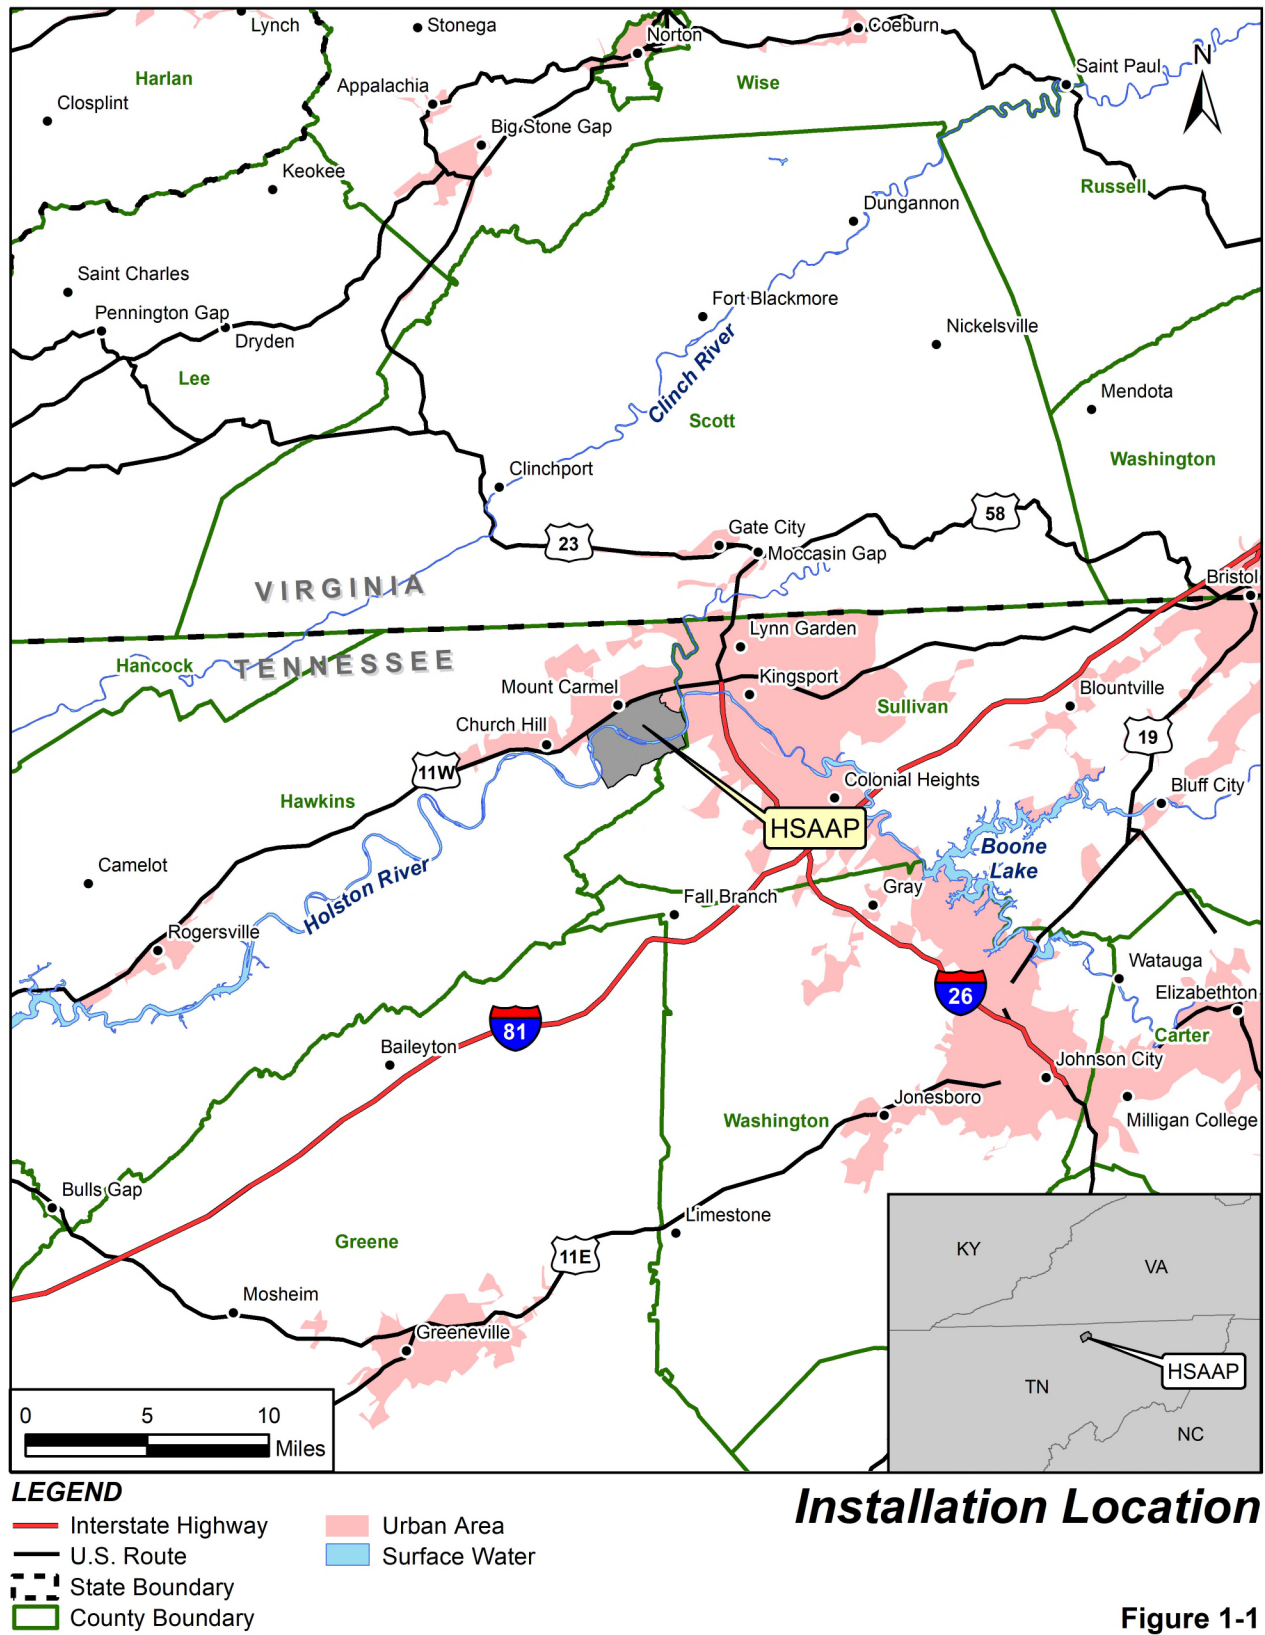 Lynch
Stonega
Norton
Coeburn
N
Harlan
Appalachia
Wise
Saint Paul
Closplint
Big Stone Gap
Keokee
Russell
Dungannon
Saint Charles
Fort Blackmore
Pennington Gap
Nickelsville
Dryden
Clinch River
Lee
Mendota
Scott
Washington
Clinchport
58
Gate City
23
Moccasin Gap
VIRGINIA
Bristol
Lynn Garden
Hancock
TENNESSEE
Kingsport
Mount Carmel
Blountville
Sullivan
Church Hill
19
11W
Colonial Heights
Bluff City
Hawkins
HSAAP
Boone
Lake
Camelot
Holston River
Gray
Fall Branch
Rogersville
Watauga
Elizabethton
26
81
Carter
Baileyton
Johnson City
Jonesboro
Washington
Milligan College
Bulls Gap
Limestone
Greene
11E
KY
VA
Mosheim
Greeneville
HSAAP
TN
NC
0 5 10
Miles
LEGEND
Interstate Highway
U.S. Route
State Boundary
County Boundary
Urban Area
Surface Water
Installation Location
Figure 1-1